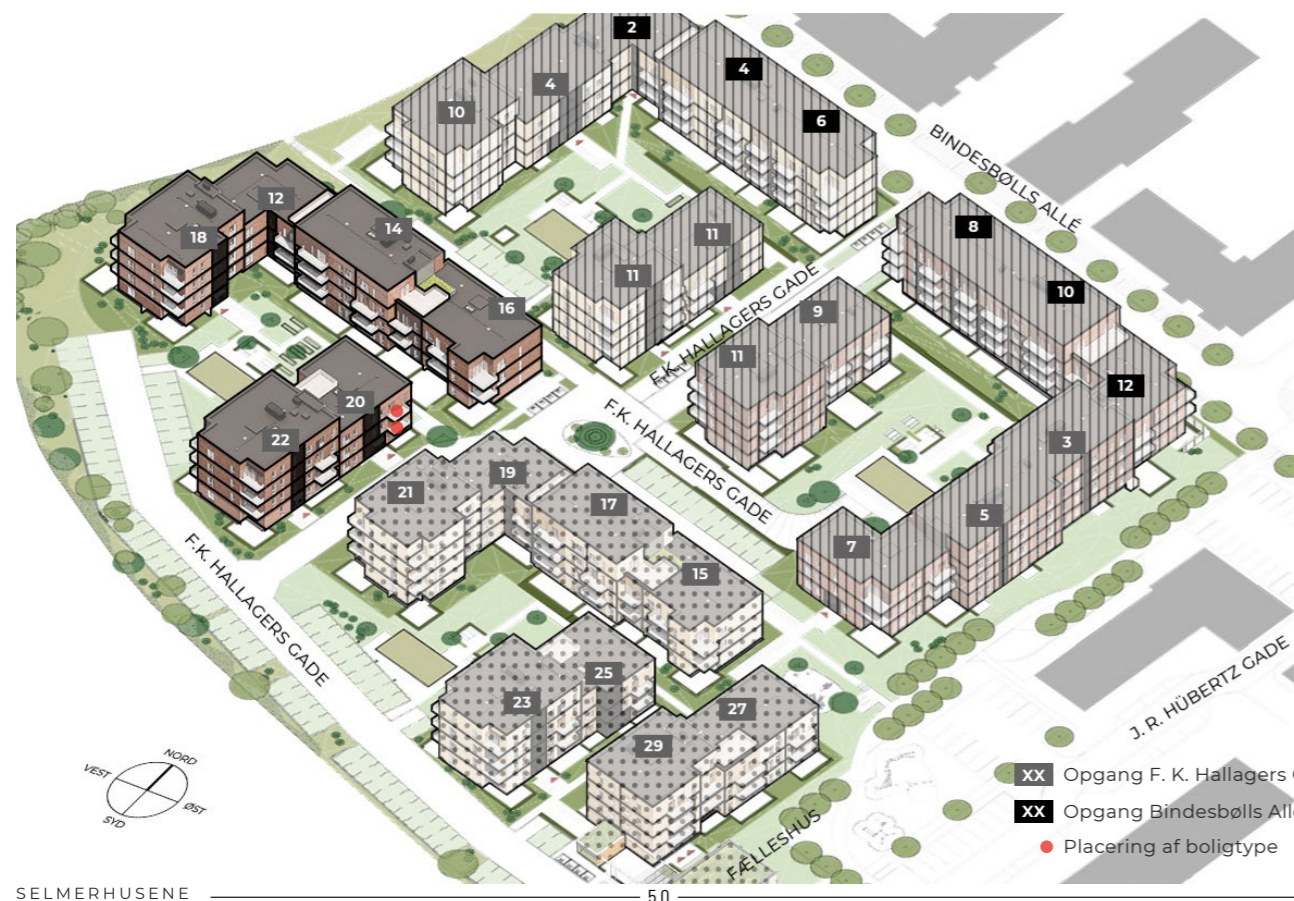 2
4
4
10
6
BINDESBØLLS ALLÉ
12
14
18
11
11
8
10
16
9
F.K. HALLAGERS GADE
11
12
20
22
3
F.K. HALLAGERS GADE
19
21
17
5
7
15
F.K. HALLAGERS GADE
25
23
27
29
J. R. HÜBERTZ GADE
NORD
VEST
ØST
SYD
XX Opgang F. K. Hallagers
XX Opgang Bindesbølls Allé
Placering af boligtype
FÆLLESHUS
SELMERHUSENE
50